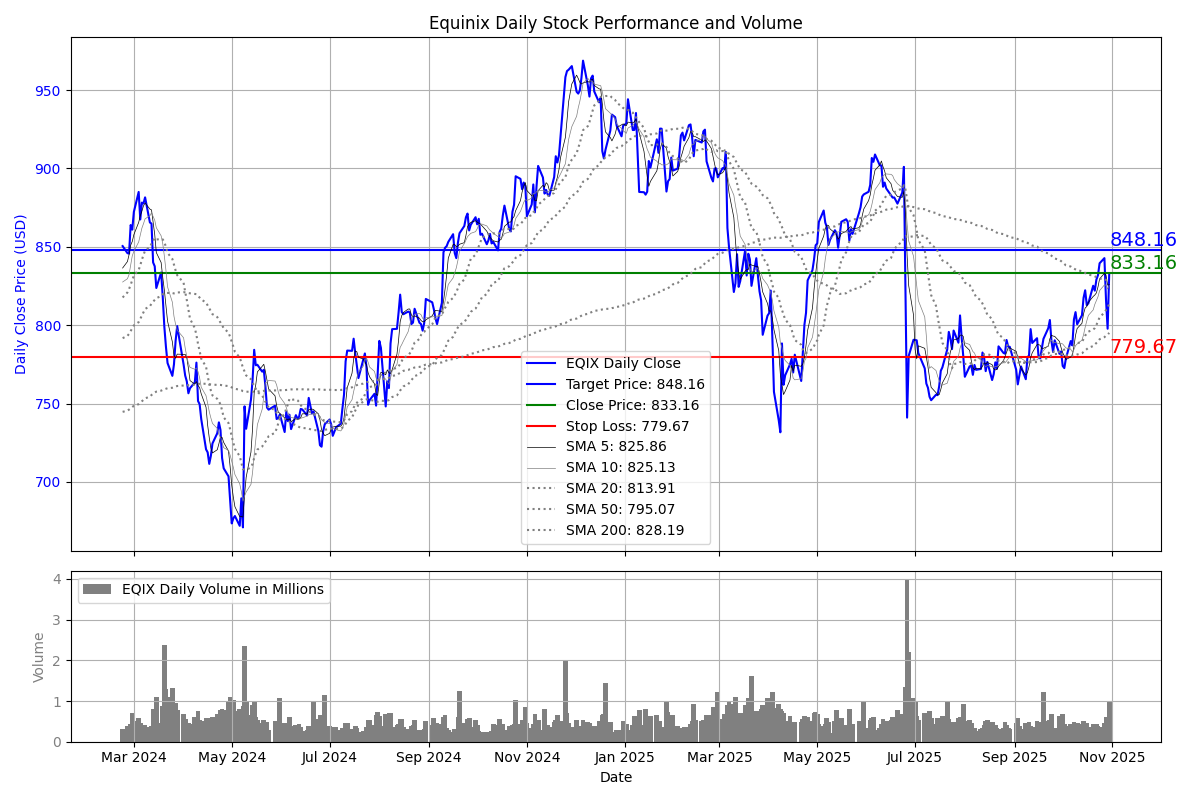 Equinix Daily Stock Performance and Volume
Daily Close Price (USD)
950
900
850
800
750
700
848.16
833.16
779.67
EQIX Daily Close
Target Price: 848.16
Close Price: 833.16
Stop Loss: 779.67
SMA 5: 825.86
SMA 10: 825.13
SMA 20: 813.91
SMA 50: 795.07
SMA 200: 828.19
Volume
4
3
2
1
0
EQIX Daily Volume in Millions
Mar 2024 May 2024 Jul 2024 Sep 2024 Nov 2024 Jan 2025 Mar 2025 May 2025 Jul 2025 Sep 2025 Nov 2025
Date